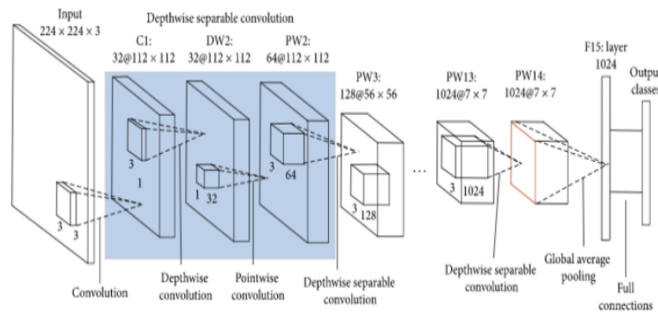 Input
224 × 224 × 3
Depthwise separable convolution
C1:
32@112 × 112
DW2:
32@112 × 112
PW2:
64@112 × 112
PW3:
128@56 × 56
PW13:
1024@7 × 7
PW14:
1024@7 × 7
F15: layer
1024
Output
classes
3
3
3
1
1
32
3
64
3
128
...
3
1024
Convolution
Depthwise
convolution
Pointwise
convolution
Depthwise separable
convolution
Depthwise separable
convolution
Global average
pooling
Full
connections